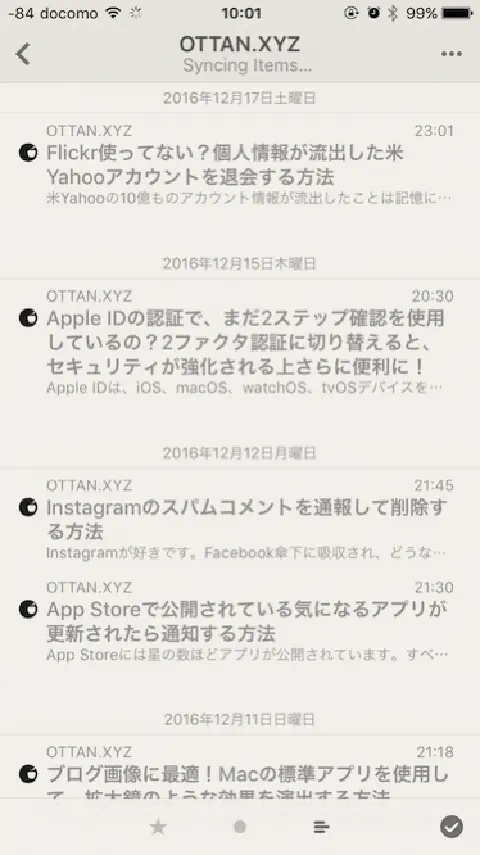 -84 docomo 10:01 99%
OTTAN.XYZ
Syncing Items...
2016年12月17日土曜日
OTTAN.XYZ 23:01
Flickr使ってない？個人情報が流出した米
Yahooアカウントを退会する方法
米Yahooの10億ものアカウント情報が流出したことは記憶に…
2016年12月15日木曜日
OTTAN.XYZ 20:30
Apple IDの認証で、まだ2ステップ確認を使用
しているの？2ファクタ認証に切り替えると、
セキュリティが強化される上さらに便利に！
Apple IDは、iOS、macOS、watchOS、tvOSデバイスを…
2016年12月12日月曜日
OTTAN.XYZ 21:45
Instagramのスパムコメントを通報して削除す
る方法
Instagramが好きです。Facebook傘下に吸収され、どうな…
OTTAN.XYZ 21:30
App Storeで公開されている気になるアプリが
更新されたら通知する方法
App Storeには星の数ほどアプリが公開されています。すべ…
2016年12月11日日曜日
OTTAN.XYZ 21:18
ブログ画像に最適！Macの標準アプリを使用し
て、拡大鏡のような効果を演出する方法